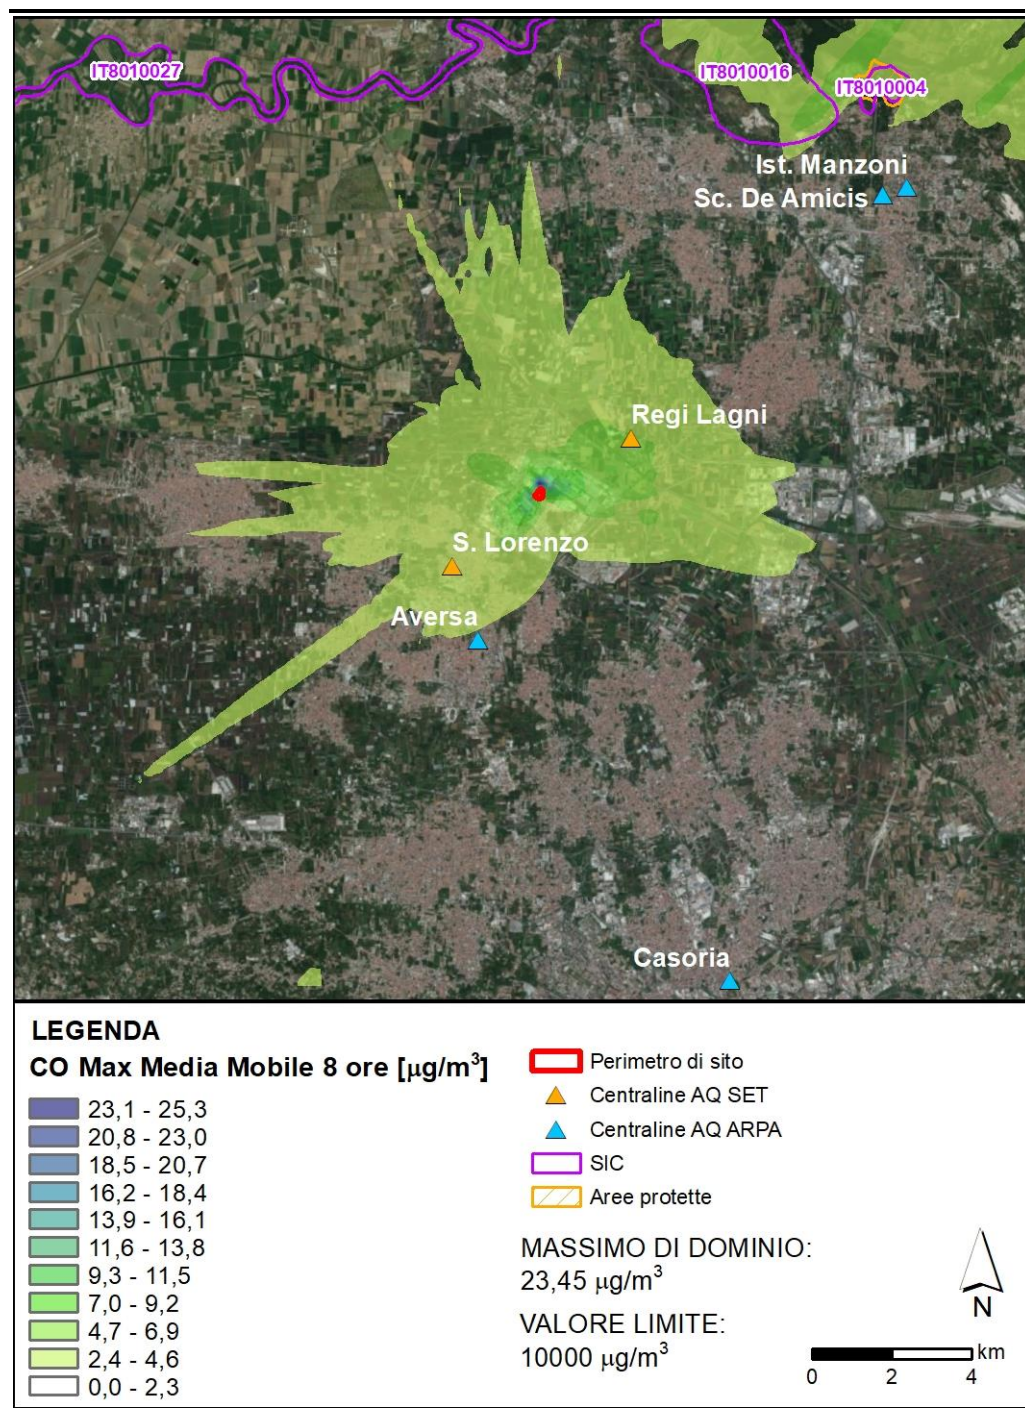 IT8010027
IT8010016
IT8010004
Ist. Manzoni
Sc. De Amicis
Regi Lagni
S. Lorenzo
Aversa
Casoria
LEGENDA
CO Max Media Mobile 8 ore [μg/m³]
23,1 - 25,3
20,8 - 23,0
18,5 - 20,7
16,2 - 18,4
13,9 - 16,1
11,6 - 13,8
9,3 - 11,5
7,0 - 9,2
4,7 - 6,9
2,4 - 4,6
0,0 - 2,3
Perimetro di sito
Centraline AQ SET
Centraline AQ ARPA
SIC
Aree protette
MASSIMO DI DOMINIO:
23,45 μg/m³
VALORE LIMITE:
10000 μg/m³
N
km
0 2 4